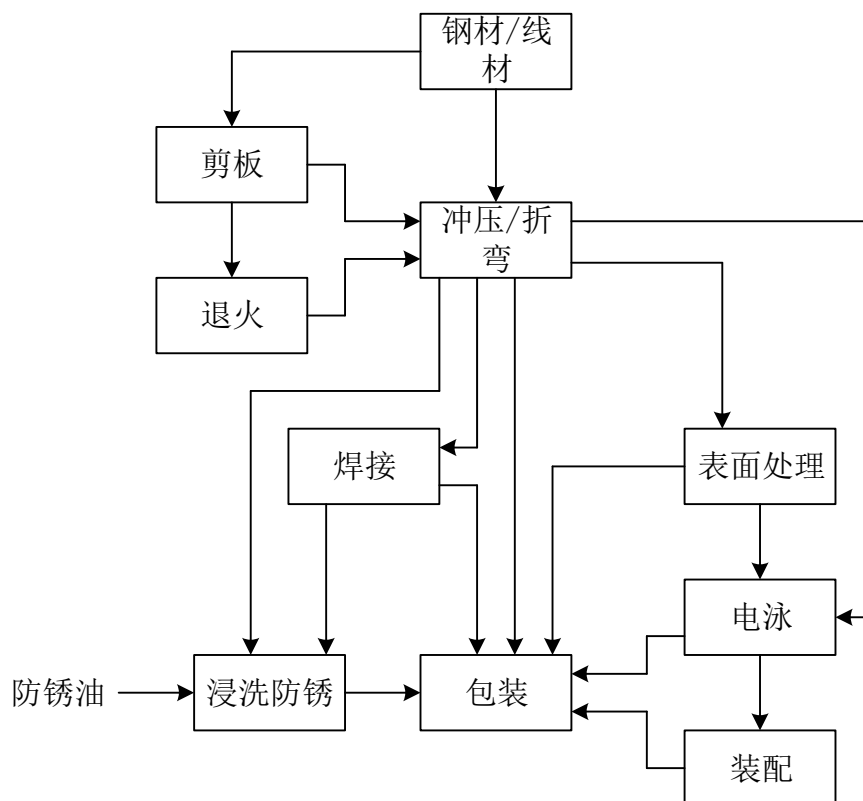 钢材/线
材
剪板
冲压/折
弯
退火
焊接
表面处理
电泳
防锈油
浸洗防锈
包装
装配